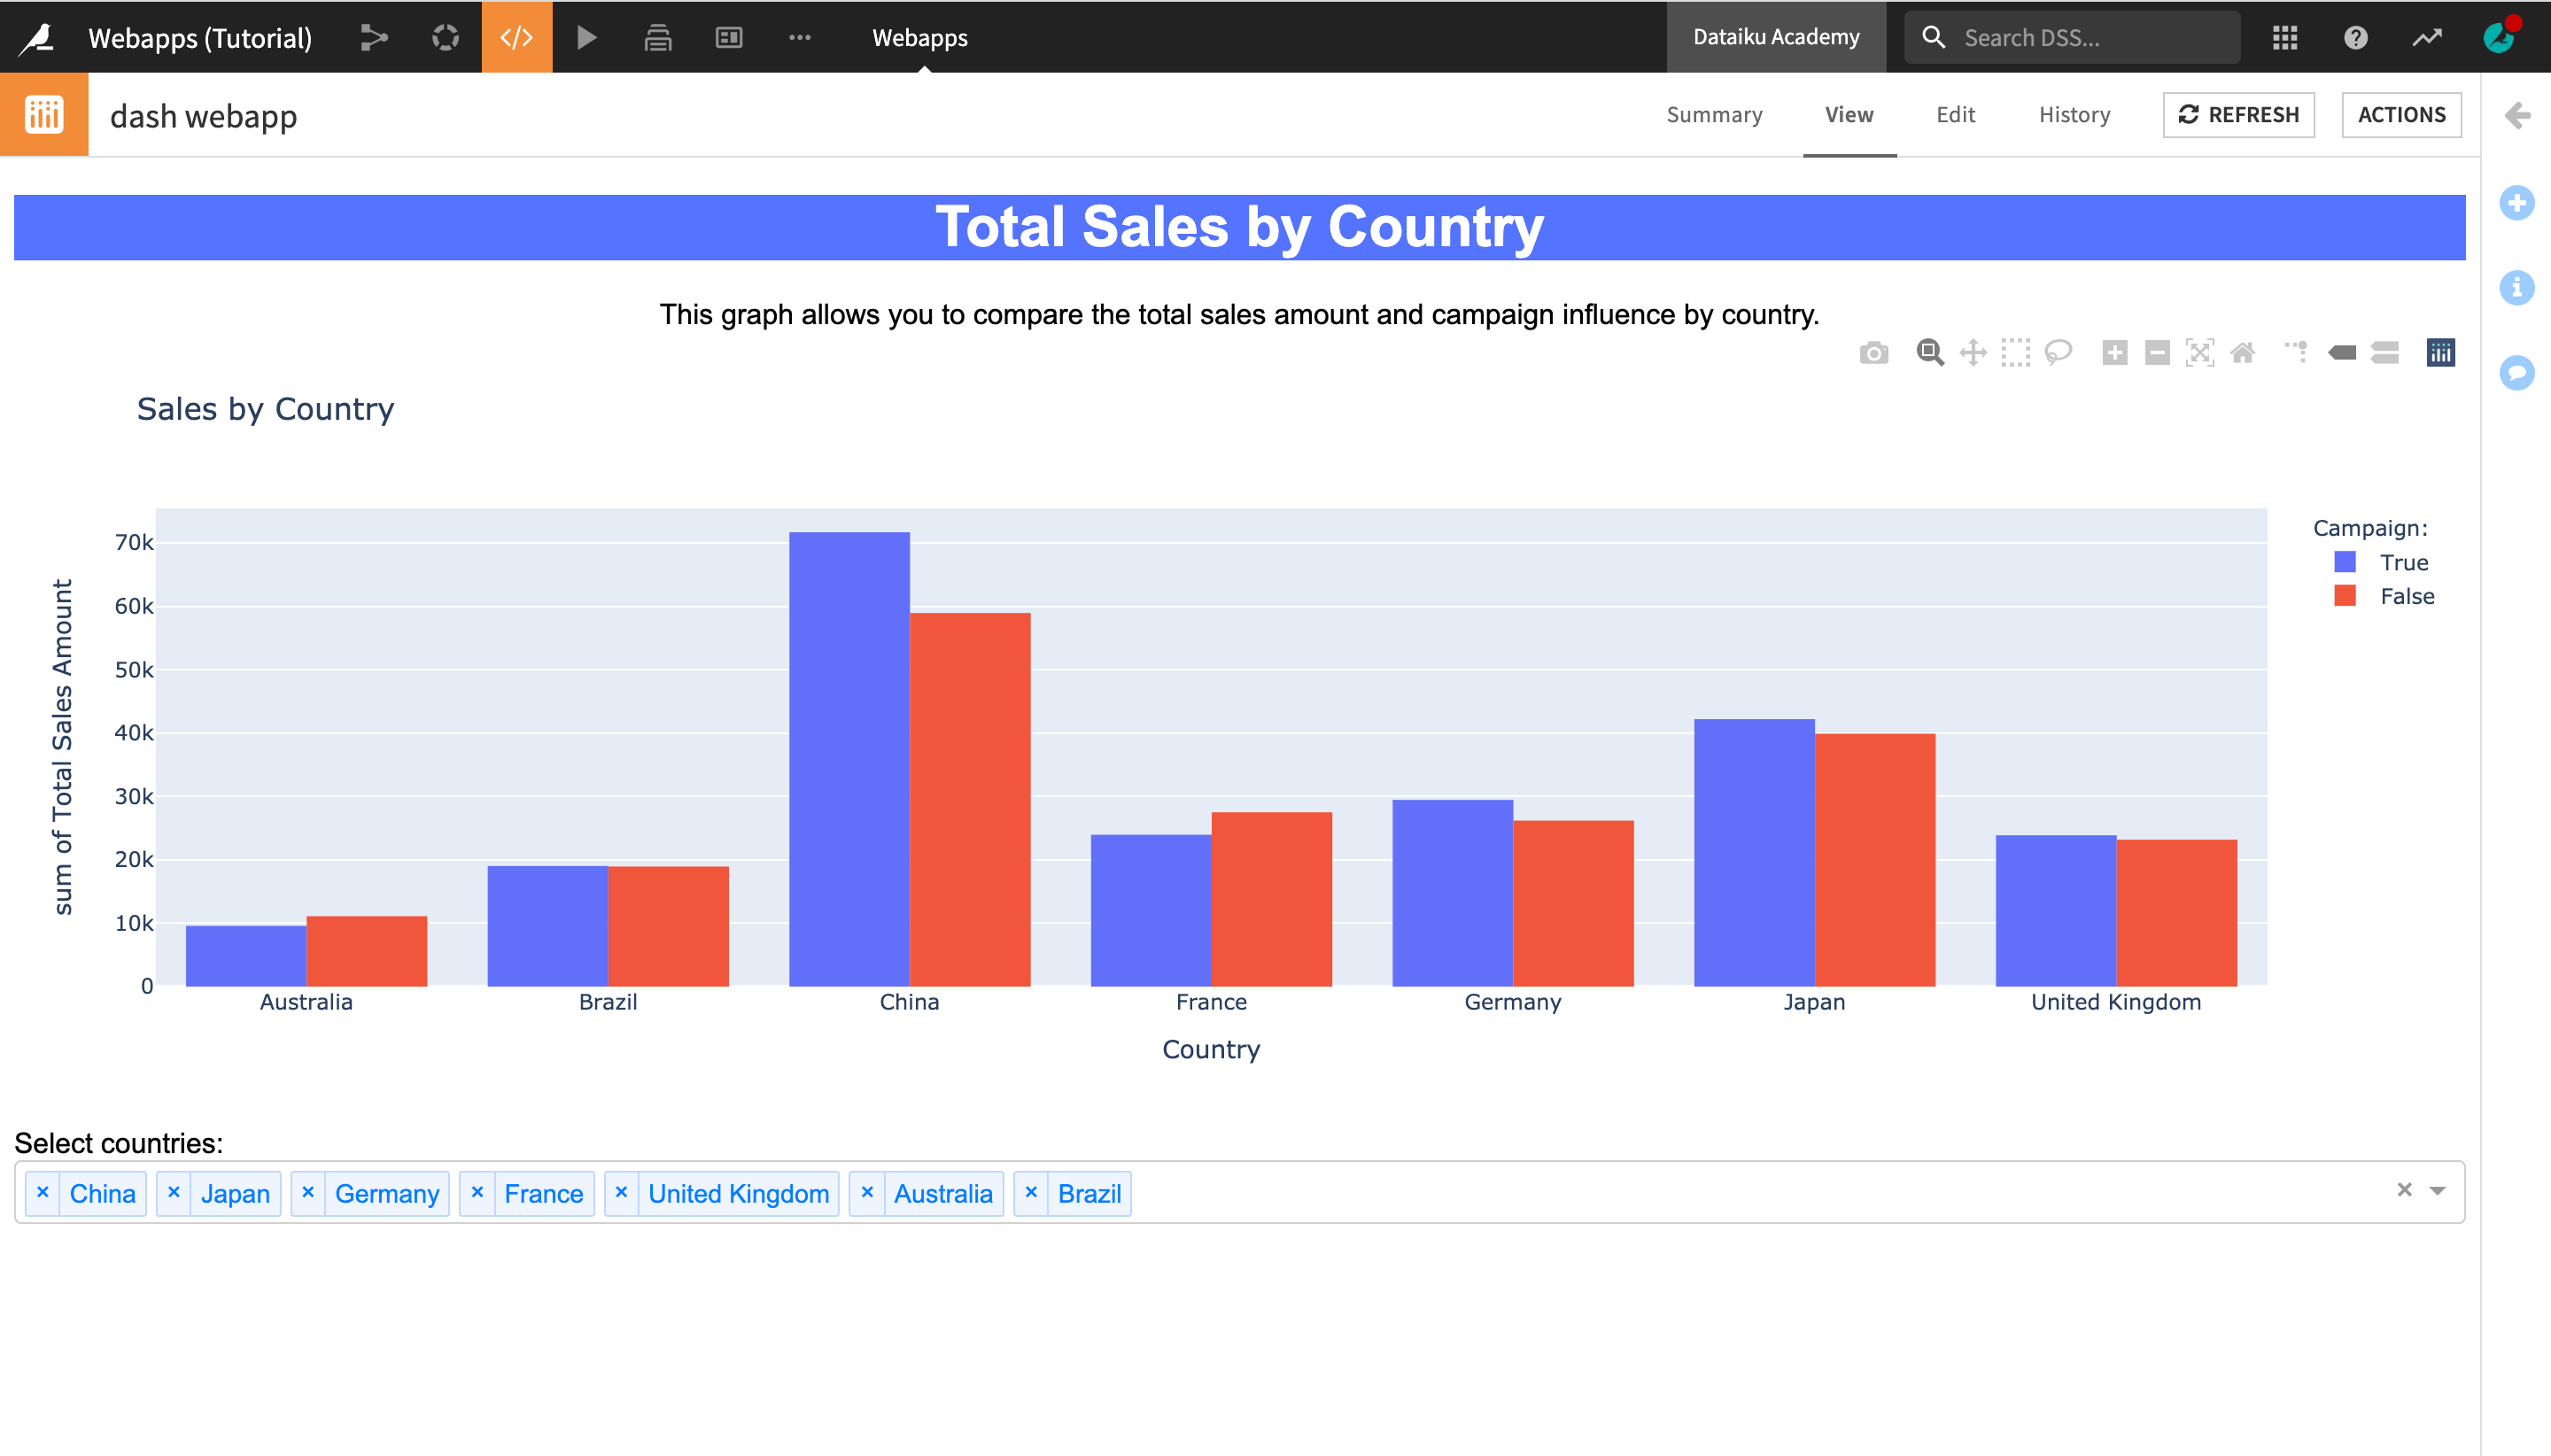 Webapps (Tutorial) </> Webapps Dataiku Academy Search DSS...
dash webapp Summary View Edit History REFRESH ACTIONS
Total Sales by Country
This graph allows you to compare the total sales amount and campaign influence by country.
Sales by Country
sum of Total Sales Amount
70k
60k
50k
40k
30k
20k
10k
0
Australia Brazil China France Germany Japan United Kingdom
Country
Campaign:
True
False
Select countries:
× China × Japan × Germany × France × United Kingdom × Australia × Brazil ×